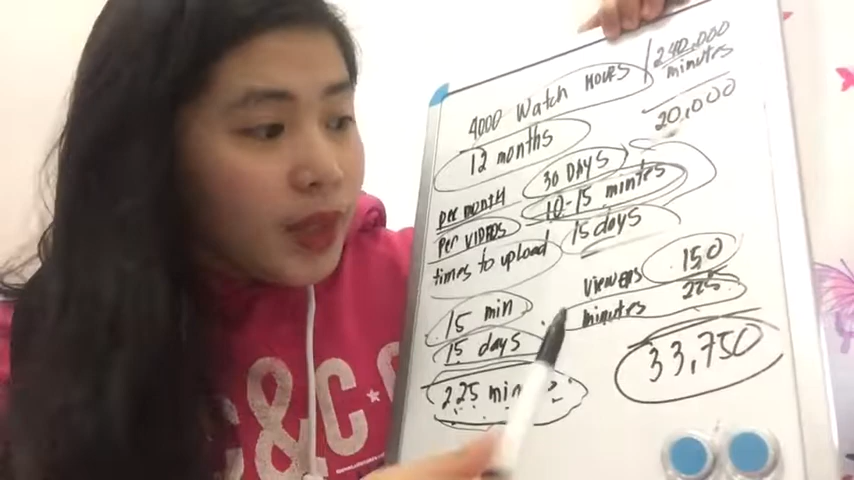 4000 Watch HOURS
240,000
minutes
20,000
12 months
per month
30 DAYS
Per VIDEOS
10-15 mintes
times to upload
15 days
viewers
150
minutes
225
15 min
15 days
225 min
33,750
C&C